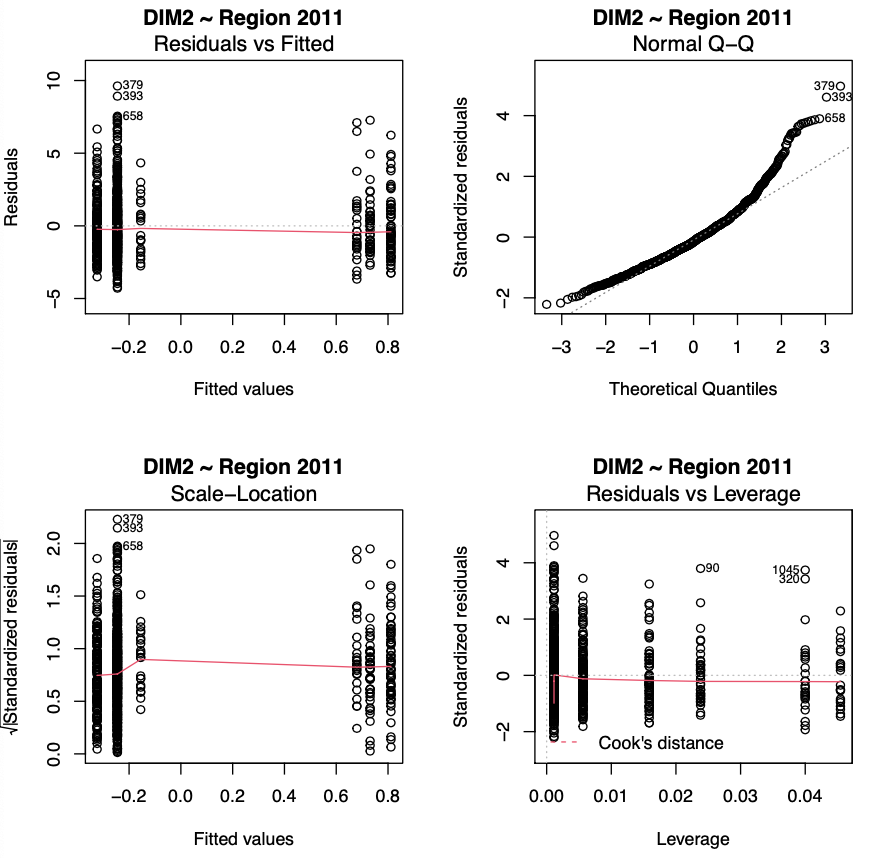 DIM2 ~ Region 2011
Residuals vs Fitted
Residuals
10
5
0
−5
379
393
658
−0.2 0.0 0.2 0.4 0.6 0.8
Fitted values
DIM2 ~ Region 2011
Normal Q−Q
Standardized residuals
4
2
0
−2
379
393
658
−3 −2 −1 0 1 2 3
Theoretical Quantiles
DIM2 ~ Region 2011
Scale−Location
√|Standardized residuals|
2.0
1.5
1.0
0.5
0.0
379
393
658
−0.2 0.0 0.2 0.4 0.6 0.8
Fitted values
DIM2 ~ Region 2011
Residuals vs Leverage
Standardized residuals
4
2
0
−2
90
1045
320
Cook's distance
0.00 0.01 0.02 0.03 0.04
Leverage